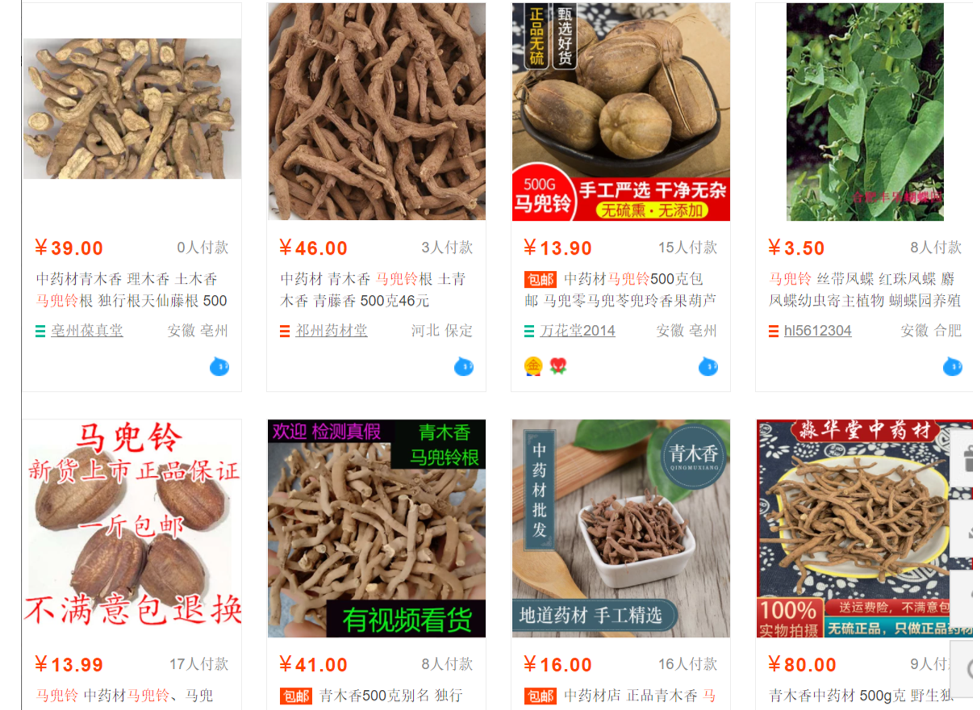 正品无硫
甄选好货
500G
马兜铃
手工严选 干净无杂
无硫熏·无添加
¥39.00 0人付款
中药材青木香 理木香 土木香
马兜铃根 独行根天仙藤根 500
亳州葆真堂 安徽 亳州
¥46.00 3人付款
中药材 青木香 马兜铃根 土青
木香 青藤香 500克46元
祁州药材堂 河北 保定
¥13.90 15人付款
包邮 中药材马兜铃500克包
邮 马兜零马兜苓兜玲香果葫芦
万花堂2014 安徽 亳州
¥3.50 8人付款
马兜铃 丝带凤蝶 红珠凤蝶 麝
凤蝶幼虫寄主植物 蝴蝶园养殖
hl5612304 安徽 合肥
马兜铃
新货上市正品保证
一斤包邮
不满意包退换
¥13.99 17人付款
马兜铃 中药材马兜铃、马兜
欢迎 检测真假
青木香
马兜铃根
有视频看货
¥41.00 8人付款
包邮 青木香500克别名 独行
中药材批发
青木香
QINGMUXIANG
地道药材 手工精选
¥16.00 16人付款
包邮 中药材店 正品青木香 马
淼华堂中药材
100%
实物拍摄
送运费险，不满意包
无硫正品，只做正品药材
¥80.00 9人付
青木香中药材 500g克 野生独